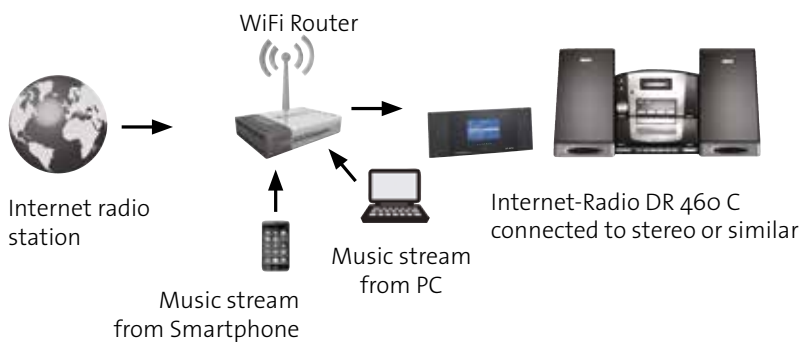 WiFi Router
Internet radio
station
Music stream
from Smartphone
Music stream
from PC
Internet-Radio DR 460 C
connected to stereo or similar